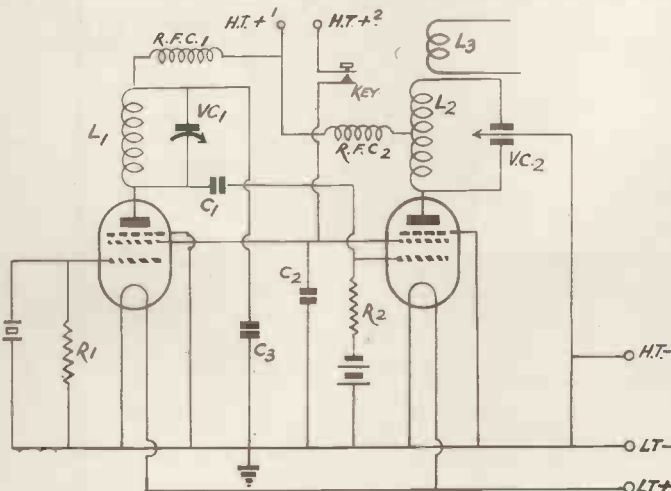 H.T.+1
H.T.+2
R.F.C.1
L3
KEY
L1
VC1
L2
R.F.C2
V.C.2
C1
C2
R2
R1
C3
H.T-
LT-
LT+